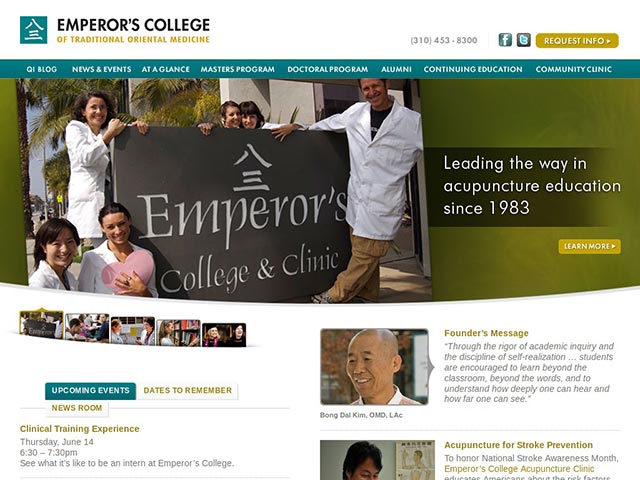 EMPEROR'S COLLEGE
OF TRADITIONAL ORIENTAL MEDICINE
(310) 453 - 8300
REQUEST INFO
QI BLOG NEWS & EVENTS AT A GLANCE MASTERS PROGRAM DOCTORAL PROGRAM ALUMNI CONTINUING EDUCATION COMMUNITY CLINIC
Emperor's
College & Clinic
Leading the way in
acupuncture education
since 1983
LEARN MORE
Founder's Message
"Through the rigor of academic inquiry and
the discipline of self-realization … students
are encouraged to learn beyond the
classroom, beyond the words, and to
understand how deeply one can hear and
how far one can see."
Bong Dal Kim, OMD, LAc
UPCOMING EVENTS DATES TO REMEMBER
NEWS ROOM
Clinical Training Experience
Thursday, June 14
6:30 – 7:30pm
See what it's like to be an intern at Emperor's College.
Acupuncture for Stroke Prevention
To honor National Stroke Awareness Month,
Emperor's College Acupuncture Clinic
educates Americans about the risk factors